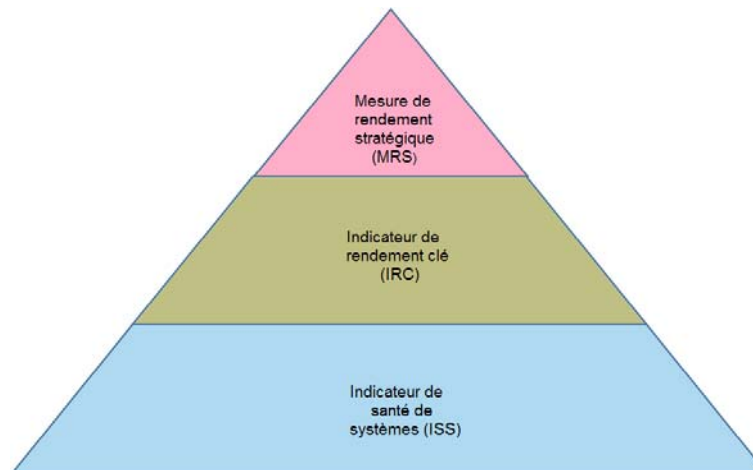 Mesure de
rendement
stratégique
(MRS)
Indicateur de
rendement clé
(IRC)
Indicateur de
santé de
systèmes (ISS)